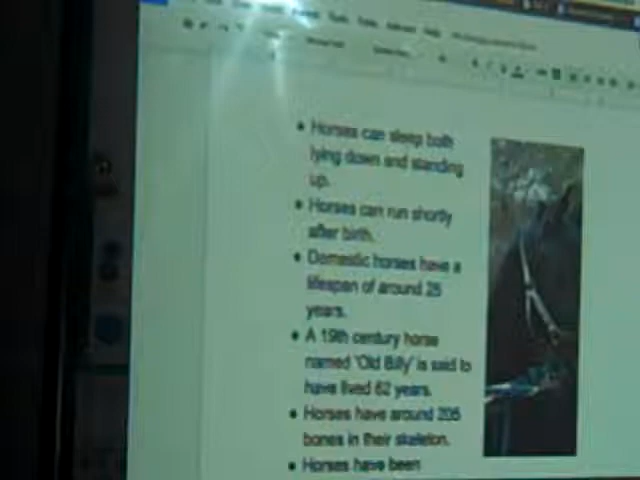 • Horses can sleep both
lying down and standing
up.
• Horses can run shortly
after birth.
• Domestic horses have a
lifespan of around 25
years.
• A 19th century horse
named 'Old Billy' is said to
have lived 62 years.
• Horses have around 205
bones in their skeleton.
• Horses have been